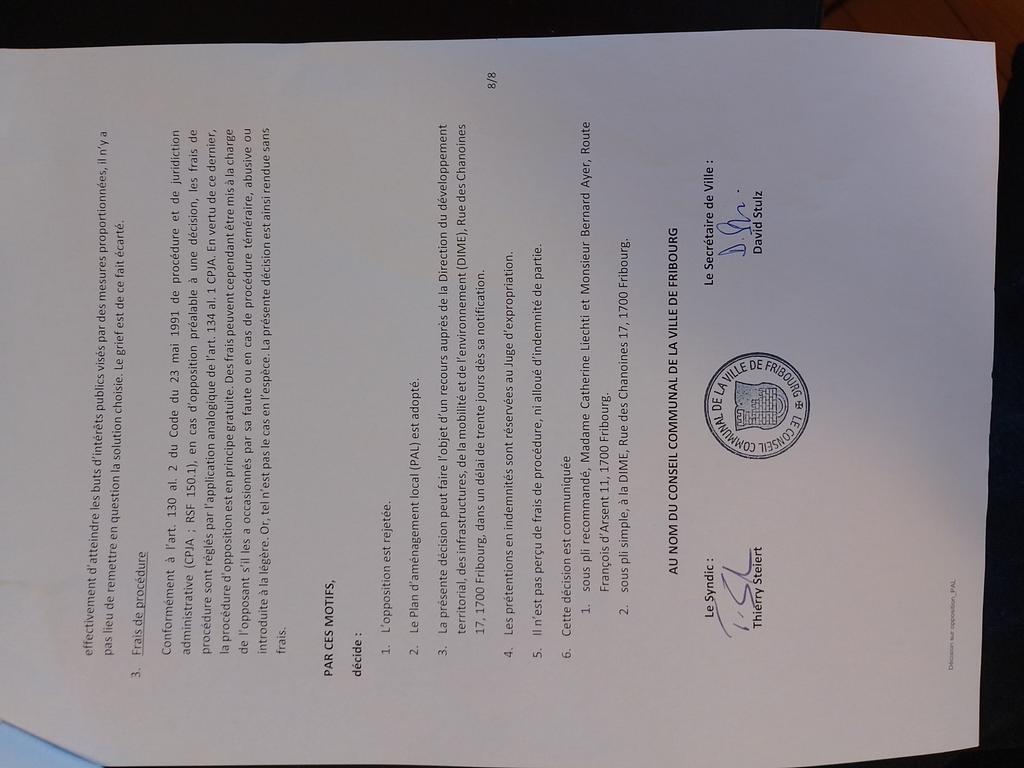 effectivement d'atteindre les buts d'intérêts publics visés par des mesures proportionnées, il n'y a
pas lieu de remettre en question la solution choisie. Le grief est de ce fait écarté.
3. Frais de procédure
Conformément à l'art. 130 al. 2 du Code du 23 mai 1991 de procédure et de juridiction
administrative (CPJA ; RSF 150.1), en cas d'opposition préalable à une décision, les frais de
procédure sont réglés par l'application analogique de l'art. 134 al. 1 CPJA. En vertu de ce dernier,
la procédure d'opposition est en principe gratuite. Des frais peuvent cependant être mis à la charge
de l'opposant s'il les a occasionnés par sa faute ou en cas de procédure téméraire, abusive ou
introduite à la légère. Or, tel n'est pas le cas en l'espèce. La présente décision est ainsi rendue sans
frais.
PAR CES MOTIFS,
décide :
1. L'opposition est rejetée.
2. Le Plan d'aménagement local (PAL) est adopté.
3. La présente décision peut faire l'objet d'un recours auprès de la Direction du développement
territorial, des infrastructures, de la mobilité et de l'environnement (DIME), Rue des Chanoines
17, 1700 Fribourg, dans un délai de trente jours dès sa notification.
8/8
4. Les prétentions en indemnités sont réservées au Juge d'expropriation.
5. Il n'est pas perçu de frais de procédure, ni alloué d'indemnité de partie.
6. Cette décision est communiquée
1. sous pli recommandé, Madame Catherine Liechti et Monsieur Bernard Ayer, Route
François d'Arsent 11, 1700 Fribourg.
2. sous pli simple, à la DIME, Rue des Chanoines 17, 1700 Fribourg.
AU NOM DU CONSEIL COMMUNAL DE LA VILLE DE FRIBOURG
Le Syndic :
Thierry Steiert
LE CONSEIL COMMUNAL DE LA VILLE DE FRIBOURG
Le Secrétaire de Ville :
David Stulz
Décision sur opposition_PAL